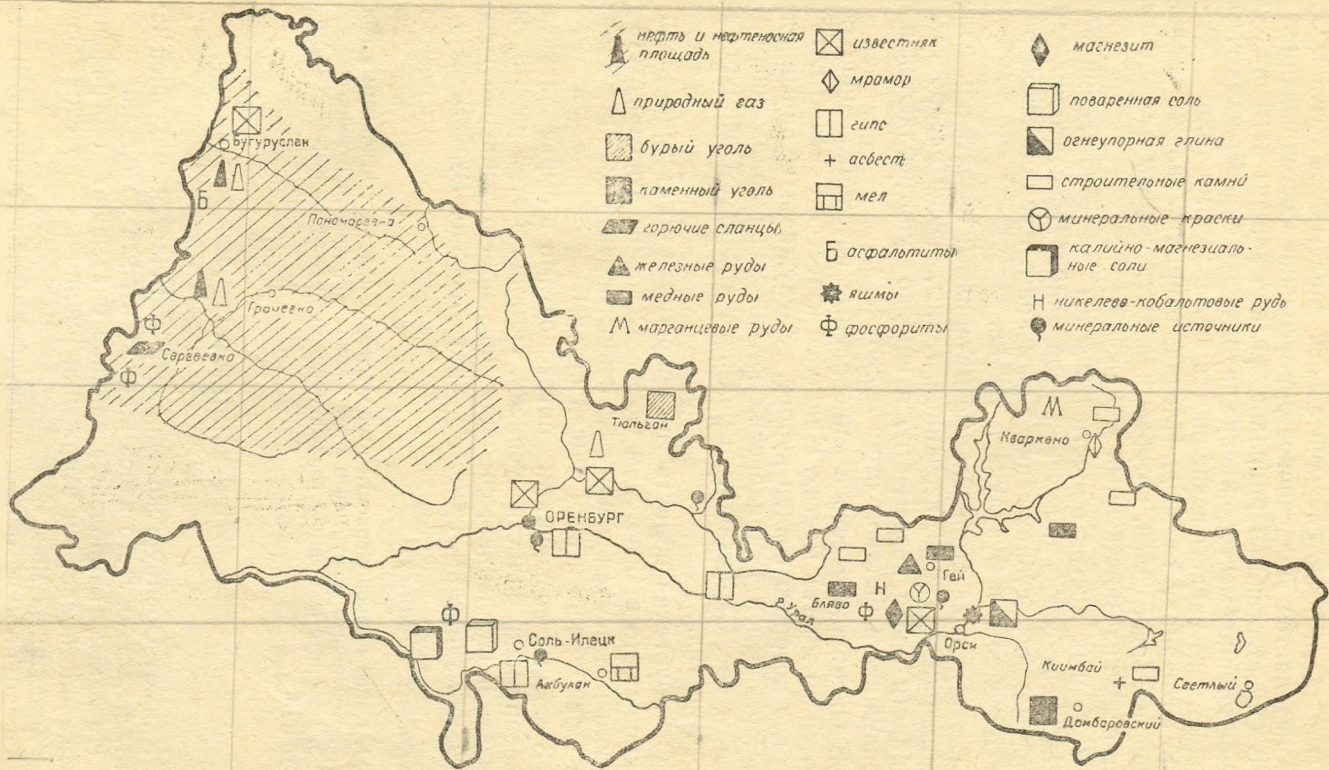 нефть и нефтеносная
площадь
природный газ
бурый уголь
каменный уголь
горючие сланцы
железные руды
медные руды
М марганцевые руды
известняк
мрамор
гипс
+ асбест
мел
Б асфальтиты
яшмы
Ф фосфориты
магнезит
поваренная соль
огнеупорная глина
строительные камни
минеральные краски
калийно-магнезиаль-
ные соли
Н никелево-кобальтовые руды
минеральные источники
Бугуруслан
Б
Пономаревка
Грачевка
Ф
Сергеевка
Ф
Тюльган
М
Кваркено
ОРЕНБУРГ
Гай
Н
Блява
Ф
р. Урал
Орск
Ф
Соль-Илецк
Акбулак
Киимбай
+
Светлый
Домбаровский